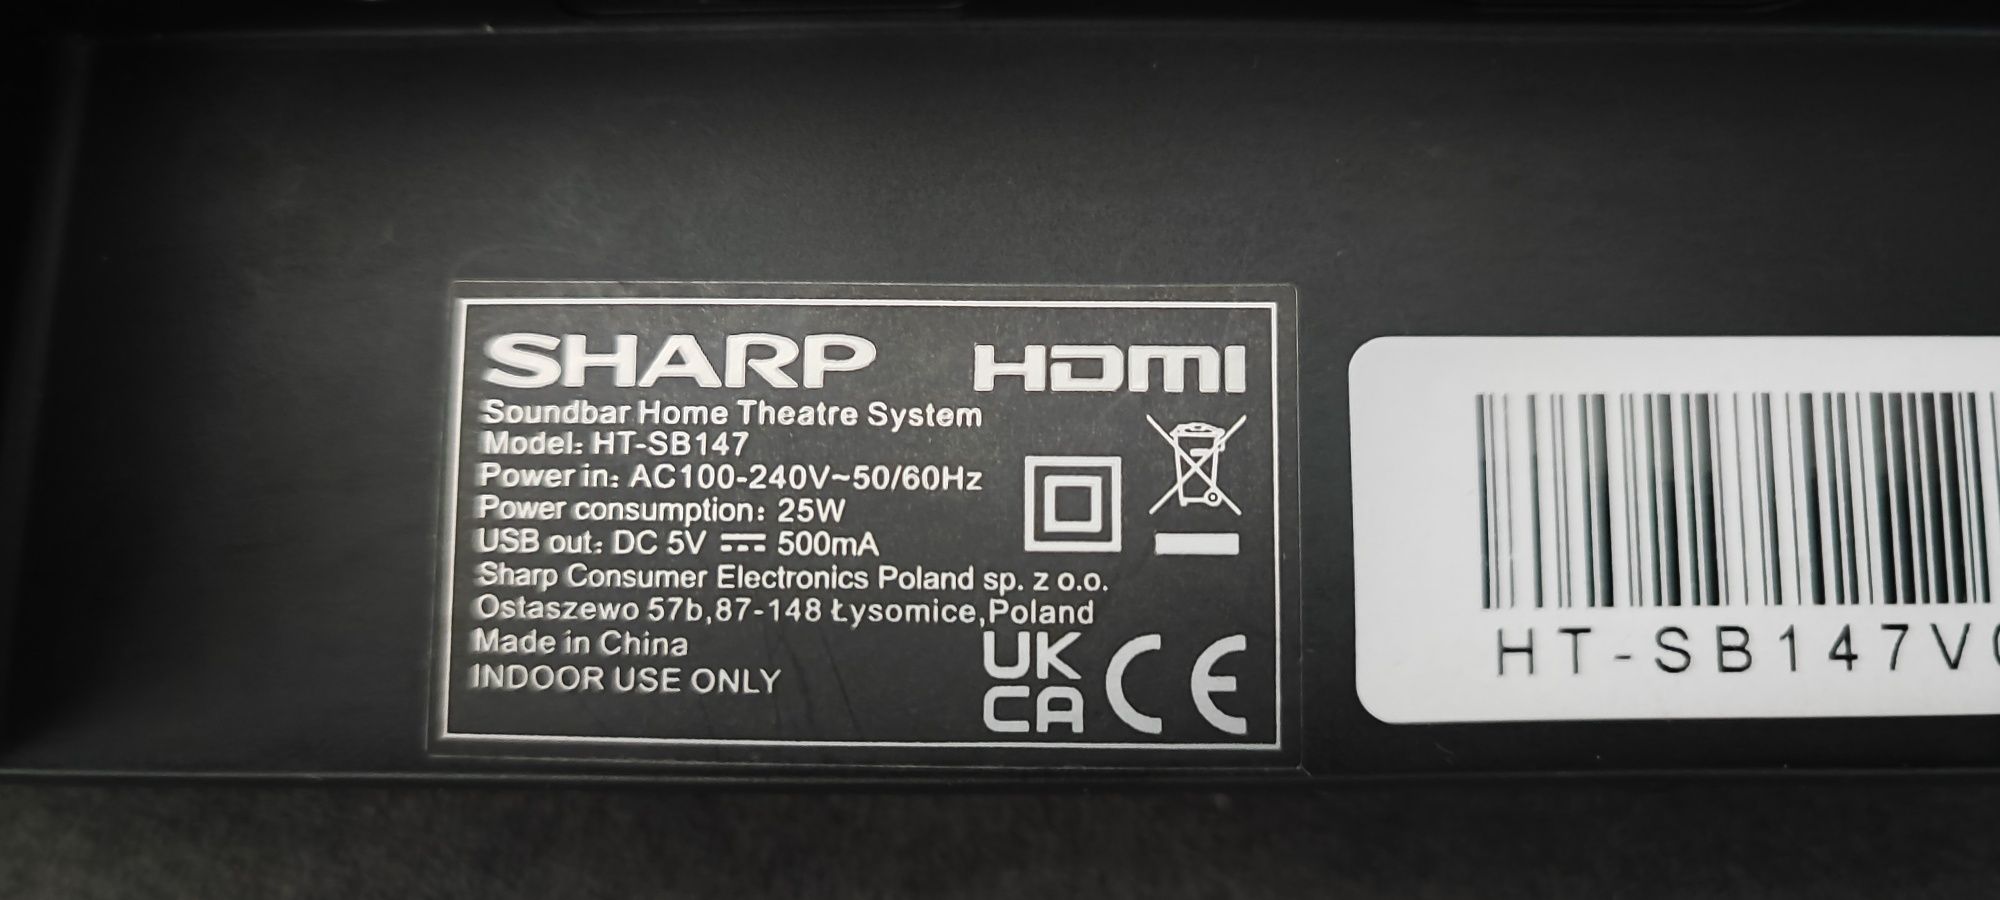 SHARP HDMI
Soundbar Home Theatre System
Model: HT-SB147
Power in: AC100-240V~50/60Hz
Power consumption: 25W
USB out: DC 5V ⎓ 500mA
Sharp Consumer Electronics Poland sp. z o.o.
Ostaszewo 57b,87-148 Łysomice,Poland
Made in China
INDOOR USE ONLY
UK
CA CE
HT-SB147V